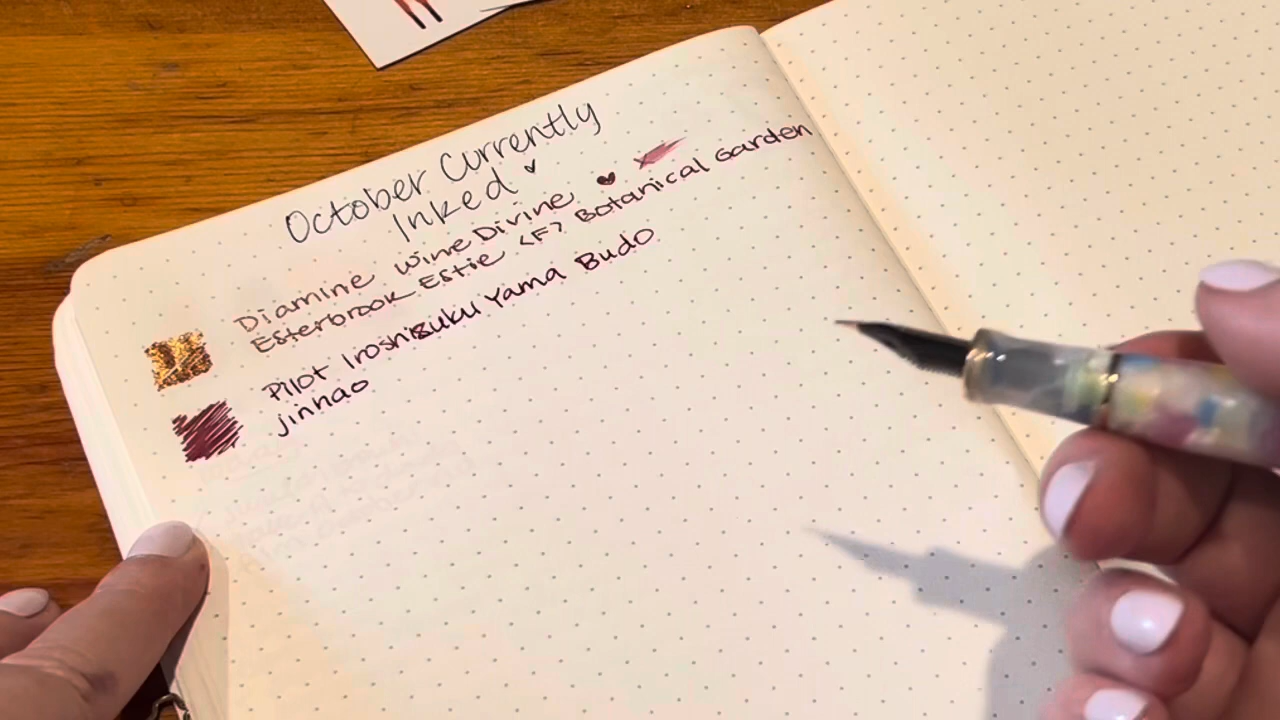 October Currently
Inked ♥
Diamine Wine Divine ♥
Esterbrook Estie <F> Botanical Garden
Pilot Iroshizuku Yama Budo
jinhao